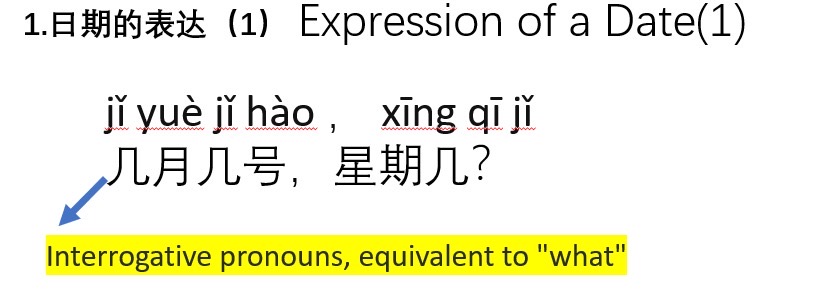 1.日期的表达（1） Expression of a Date(1)
jǐ yuè jǐ hào ， xīng qī jǐ
几月几号，星期几？
Interrogative pronouns, equivalent to "what"